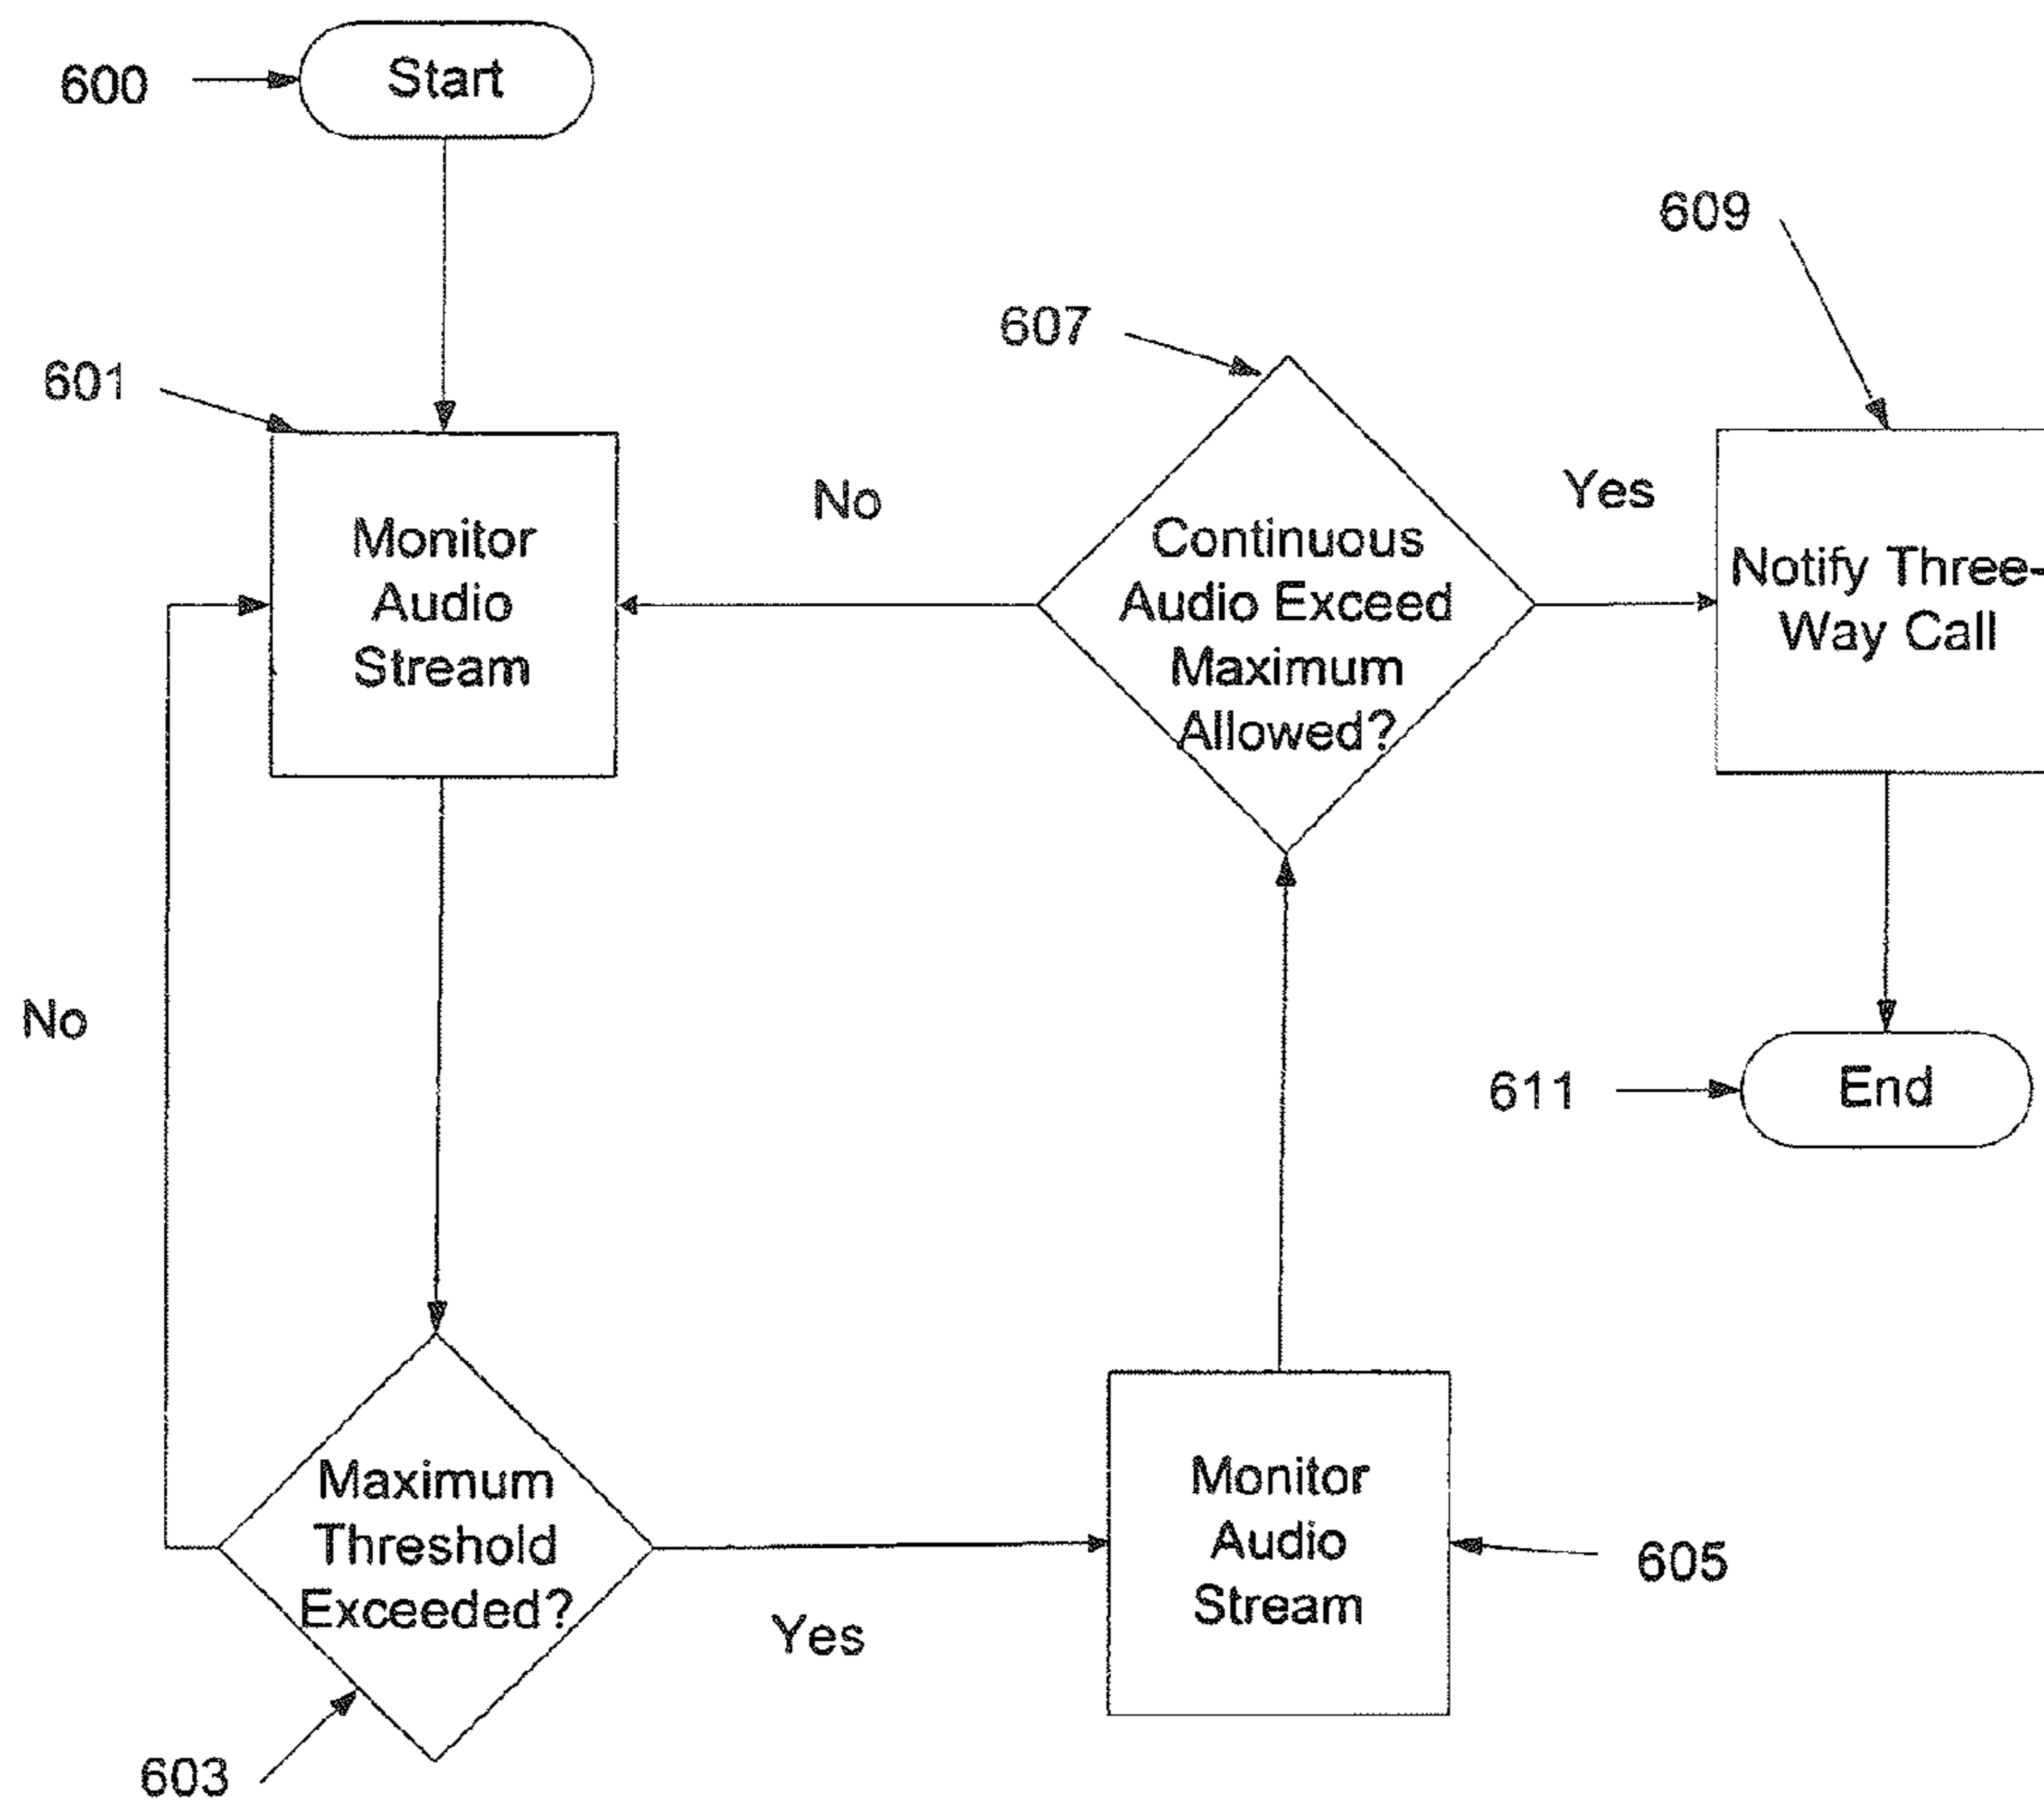 600
Start
609
607
601
No
Yes
Monitor
Audio
Stream
Continuous
Audio Exceed
Maximum
Allowed?
Notify Three-
Way Call
No
611
End
Maximum
Threshold
Exceeded?
Yes
Monitor
Audio
Stream
605
603